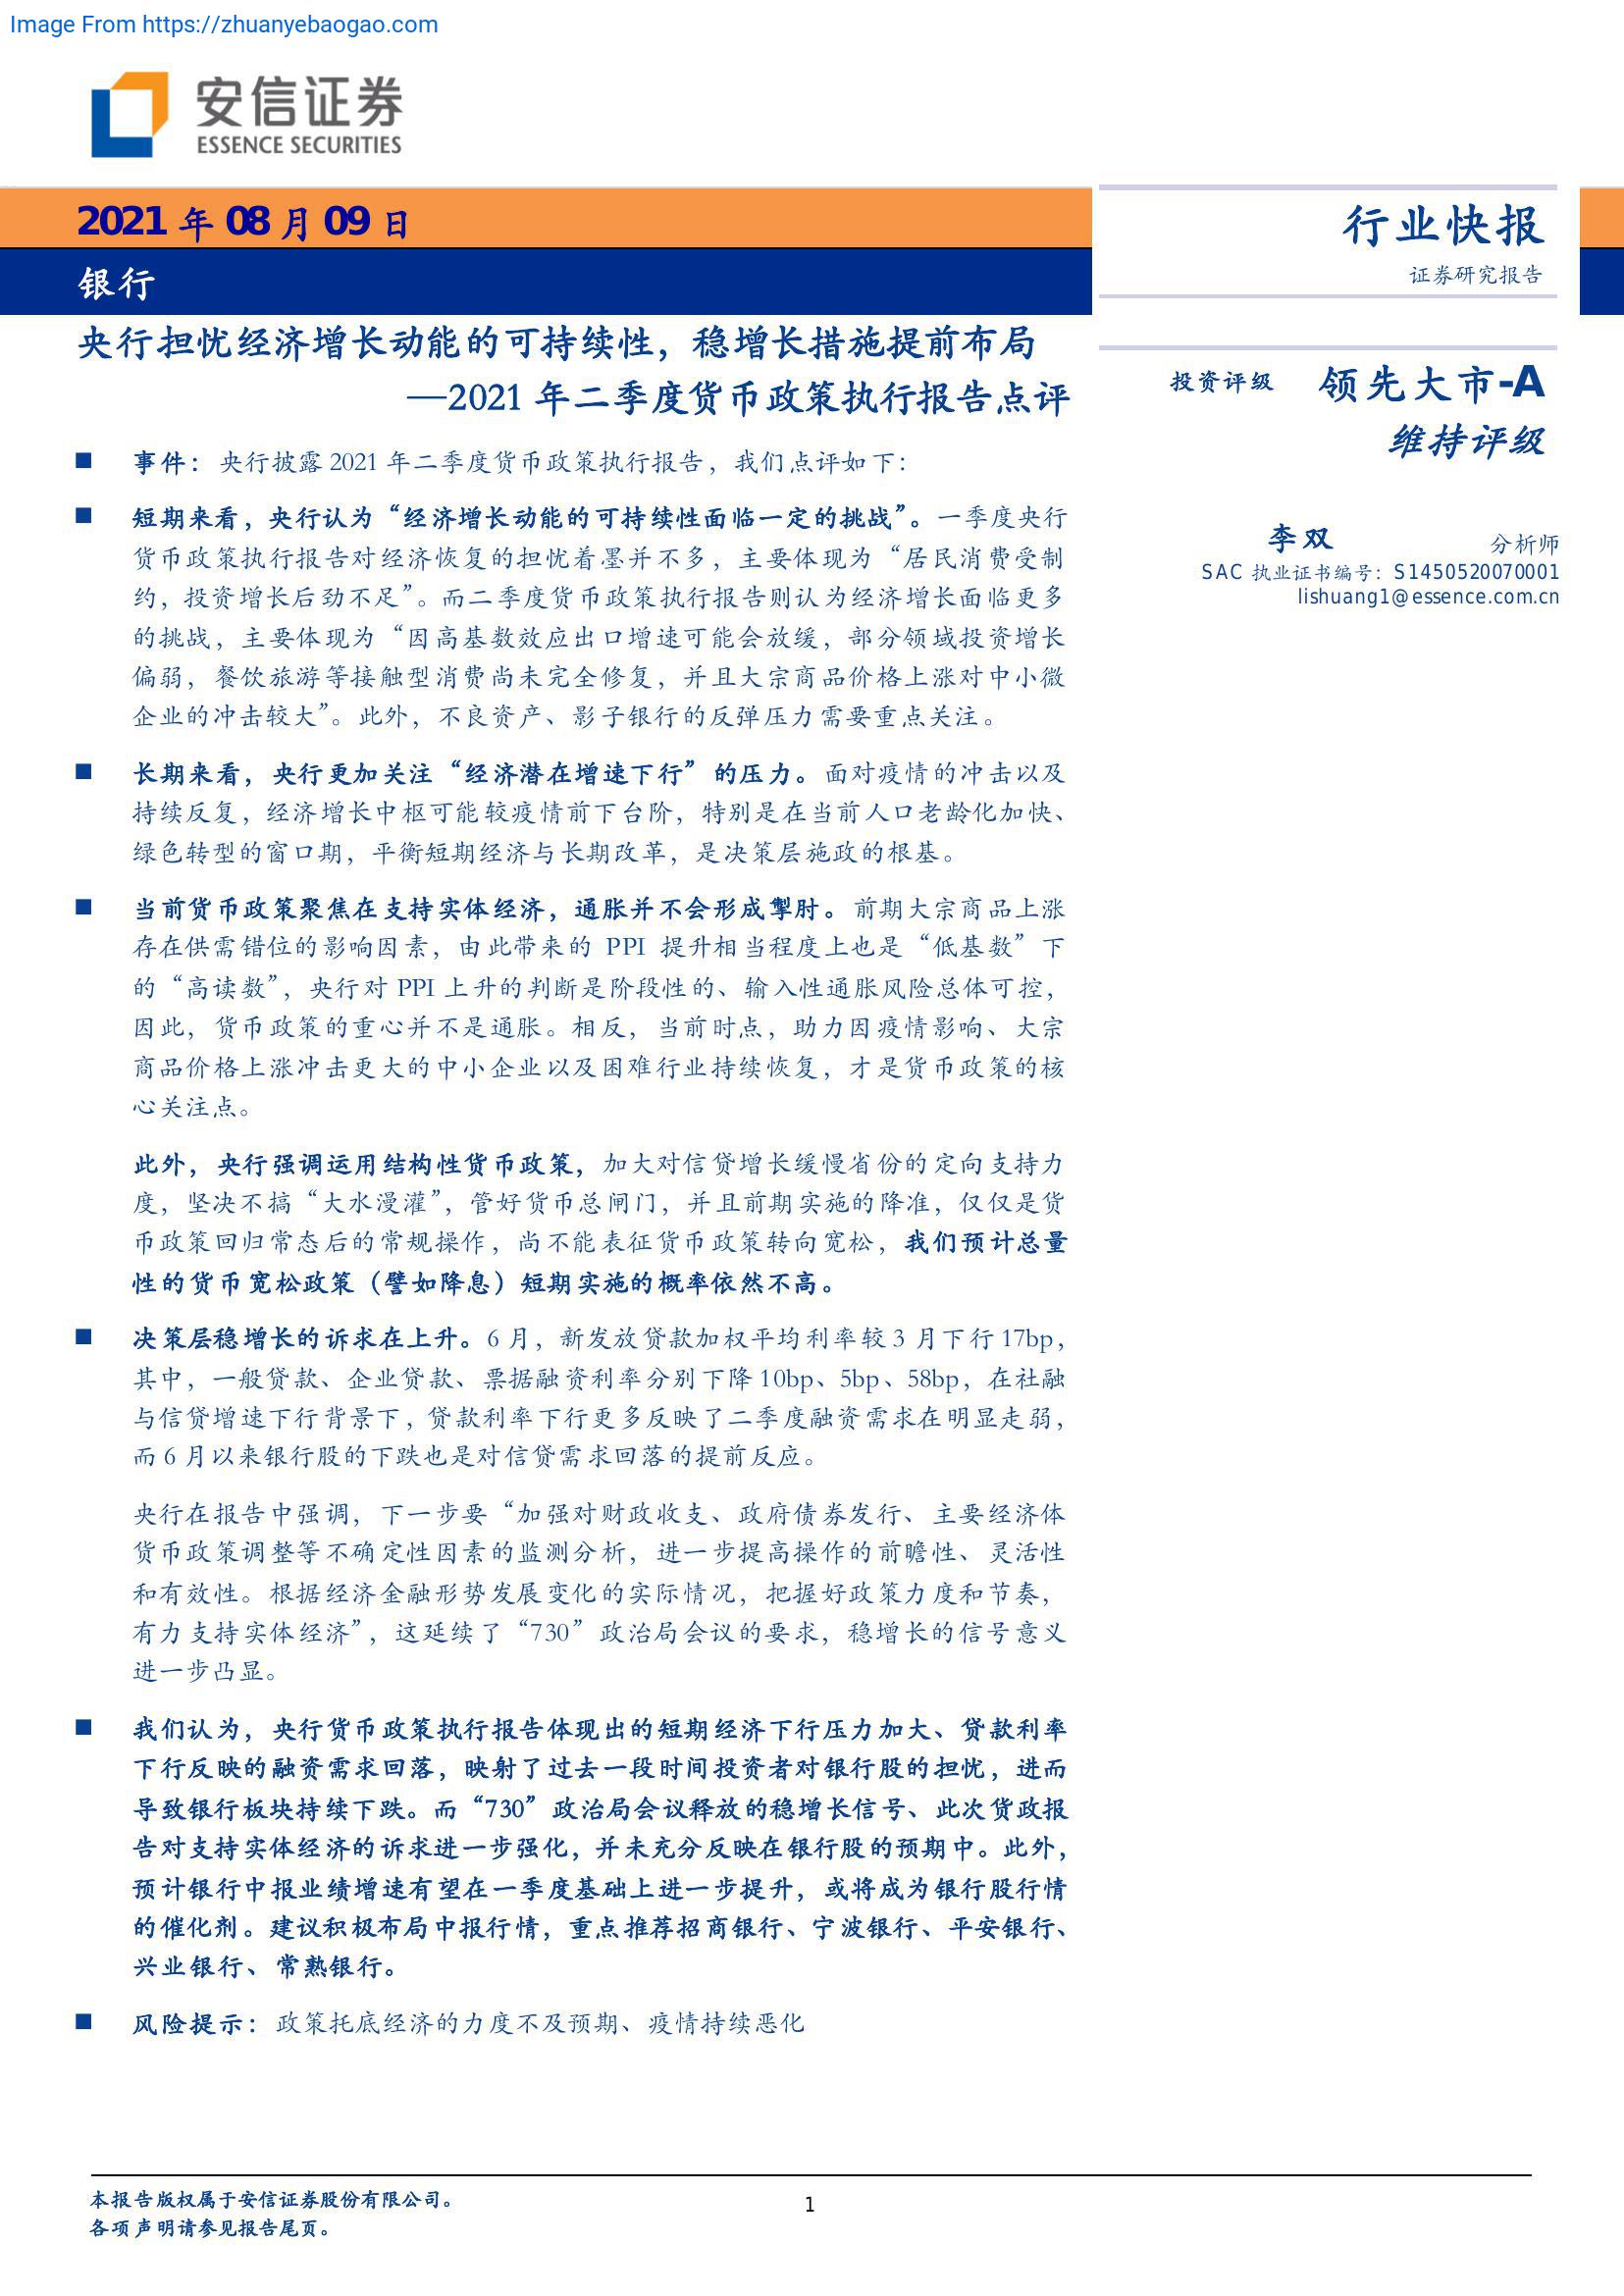 Image From https://zhuanyebaogao.com
安信证券
ESSENCE SECURITIES
2021 年 08 月 09 日
银行
行业快报
证券研究报告
央行担忧经济增长动能的可持续性，稳增长措施提前布局
—2021 年二季度货币政策执行报告点评
投资评级 领先大市-A
维持评级
李双 分析师
SAC 执业证书编号：S1450520070001
lishuang1@essence.com.cn
■ 事件：央行披露 2021 年二季度货币政策执行报告，我们点评如下：
■ 短期来看，央行认为“经济增长动能的可持续性面临一定的挑战”。一季度央行
货币政策执行报告对经济恢复的担忧着墨并不多，主要体现为“居民消费受制
约，投资增长后劲不足”。而二季度货币政策执行报告则认为经济增长面临更多
的挑战，主要体现为“因高基数效应出口增速可能会放缓，部分领域投资增长
偏弱，餐饮旅游等接触型消费尚未完全修复，并且大宗商品价格上涨对中小微
企业的冲击较大”。此外，不良资产、影子银行的反弹压力需要重点关注。
■ 长期来看，央行更加关注“经济潜在增速下行”的压力。面对疫情的冲击以及
持续反复，经济增长中枢可能较疫情前下台阶，特别是在当前人口老龄化加快、
绿色转型的窗口期，平衡短期经济与长期改革，是决策层施政的根基。
■ 当前货币政策聚焦在支持实体经济，通胀并不会形成掣肘。前期大宗商品上涨
存在供需错位的影响因素，由此带来的 PPI 提升相当程度上也是“低基数”下
的“高读数”，央行对 PPI 上升的判断是阶段性的、输入性通胀风险总体可控，
因此，货币政策的重心并不是通胀。相反，当前时点，助力因疫情影响、大宗
商品价格上涨冲击更大的中小企业以及困难行业持续恢复，才是货币政策的核
心关注点。
此外，央行强调运用结构性货币政策，加大对信贷增长缓慢省份的定向支持力
度，坚决不搞“大水漫灌”，管好货币总闸门，并且前期实施的降准，仅仅是货
币政策回归常态后的常规操作，尚不能表征货币政策转向宽松，我们预计总量
性的货币宽松政策（譬如降息）短期实施的概率依然不高。
■ 决策层稳增长的诉求在上升。6 月，新发放贷款加权平均利率较 3 月下行 17bp，
其中，一般贷款、企业贷款、票据融资利率分别下降 10bp、5bp、58bp，在社融
与信贷增速下行背景下，贷款利率下行更多反映了二季度融资需求在明显走弱，
而 6 月以来银行股的下跌也是对信贷需求回落的提前反应。
央行在报告中强调，下一步要“加强对财政收支、政府债券发行、主要经济体
货币政策调整等不确定性因素的监测分析，进一步提高操作的前瞻性、灵活性
和有效性。根据经济金融形势发展变化的实际情况，把握好政策力度和节奏，
有力支持实体经济”，这延续了“730”政治局会议的要求，稳增长的信号意义
进一步凸显。
■ 我们认为，央行货币政策执行报告体现出的短期经济下行压力加大、贷款利率
下行反映的融资需求回落，映射了过去一段时间投资者对银行股的担忧，进而
导致银行板块持续下跌。而“730”政治局会议释放的稳增长信号、此次货政报
告对支持实体经济的诉求进一步强化，并未充分反映在银行股的预期中。此外，
预计银行中报业绩增速有望在一季度基础上进一步提升，或将成为银行股行情
的催化剂。建议积极布局中报行情，重点推荐招商银行、宁波银行、平安银行、
兴业银行、常熟银行。
■ 风险提示：政策托底经济的力度不及预期、疫情持续恶化
本报告版权属于安信证券股份有限公司。
各项声明请参见报告尾页。
1